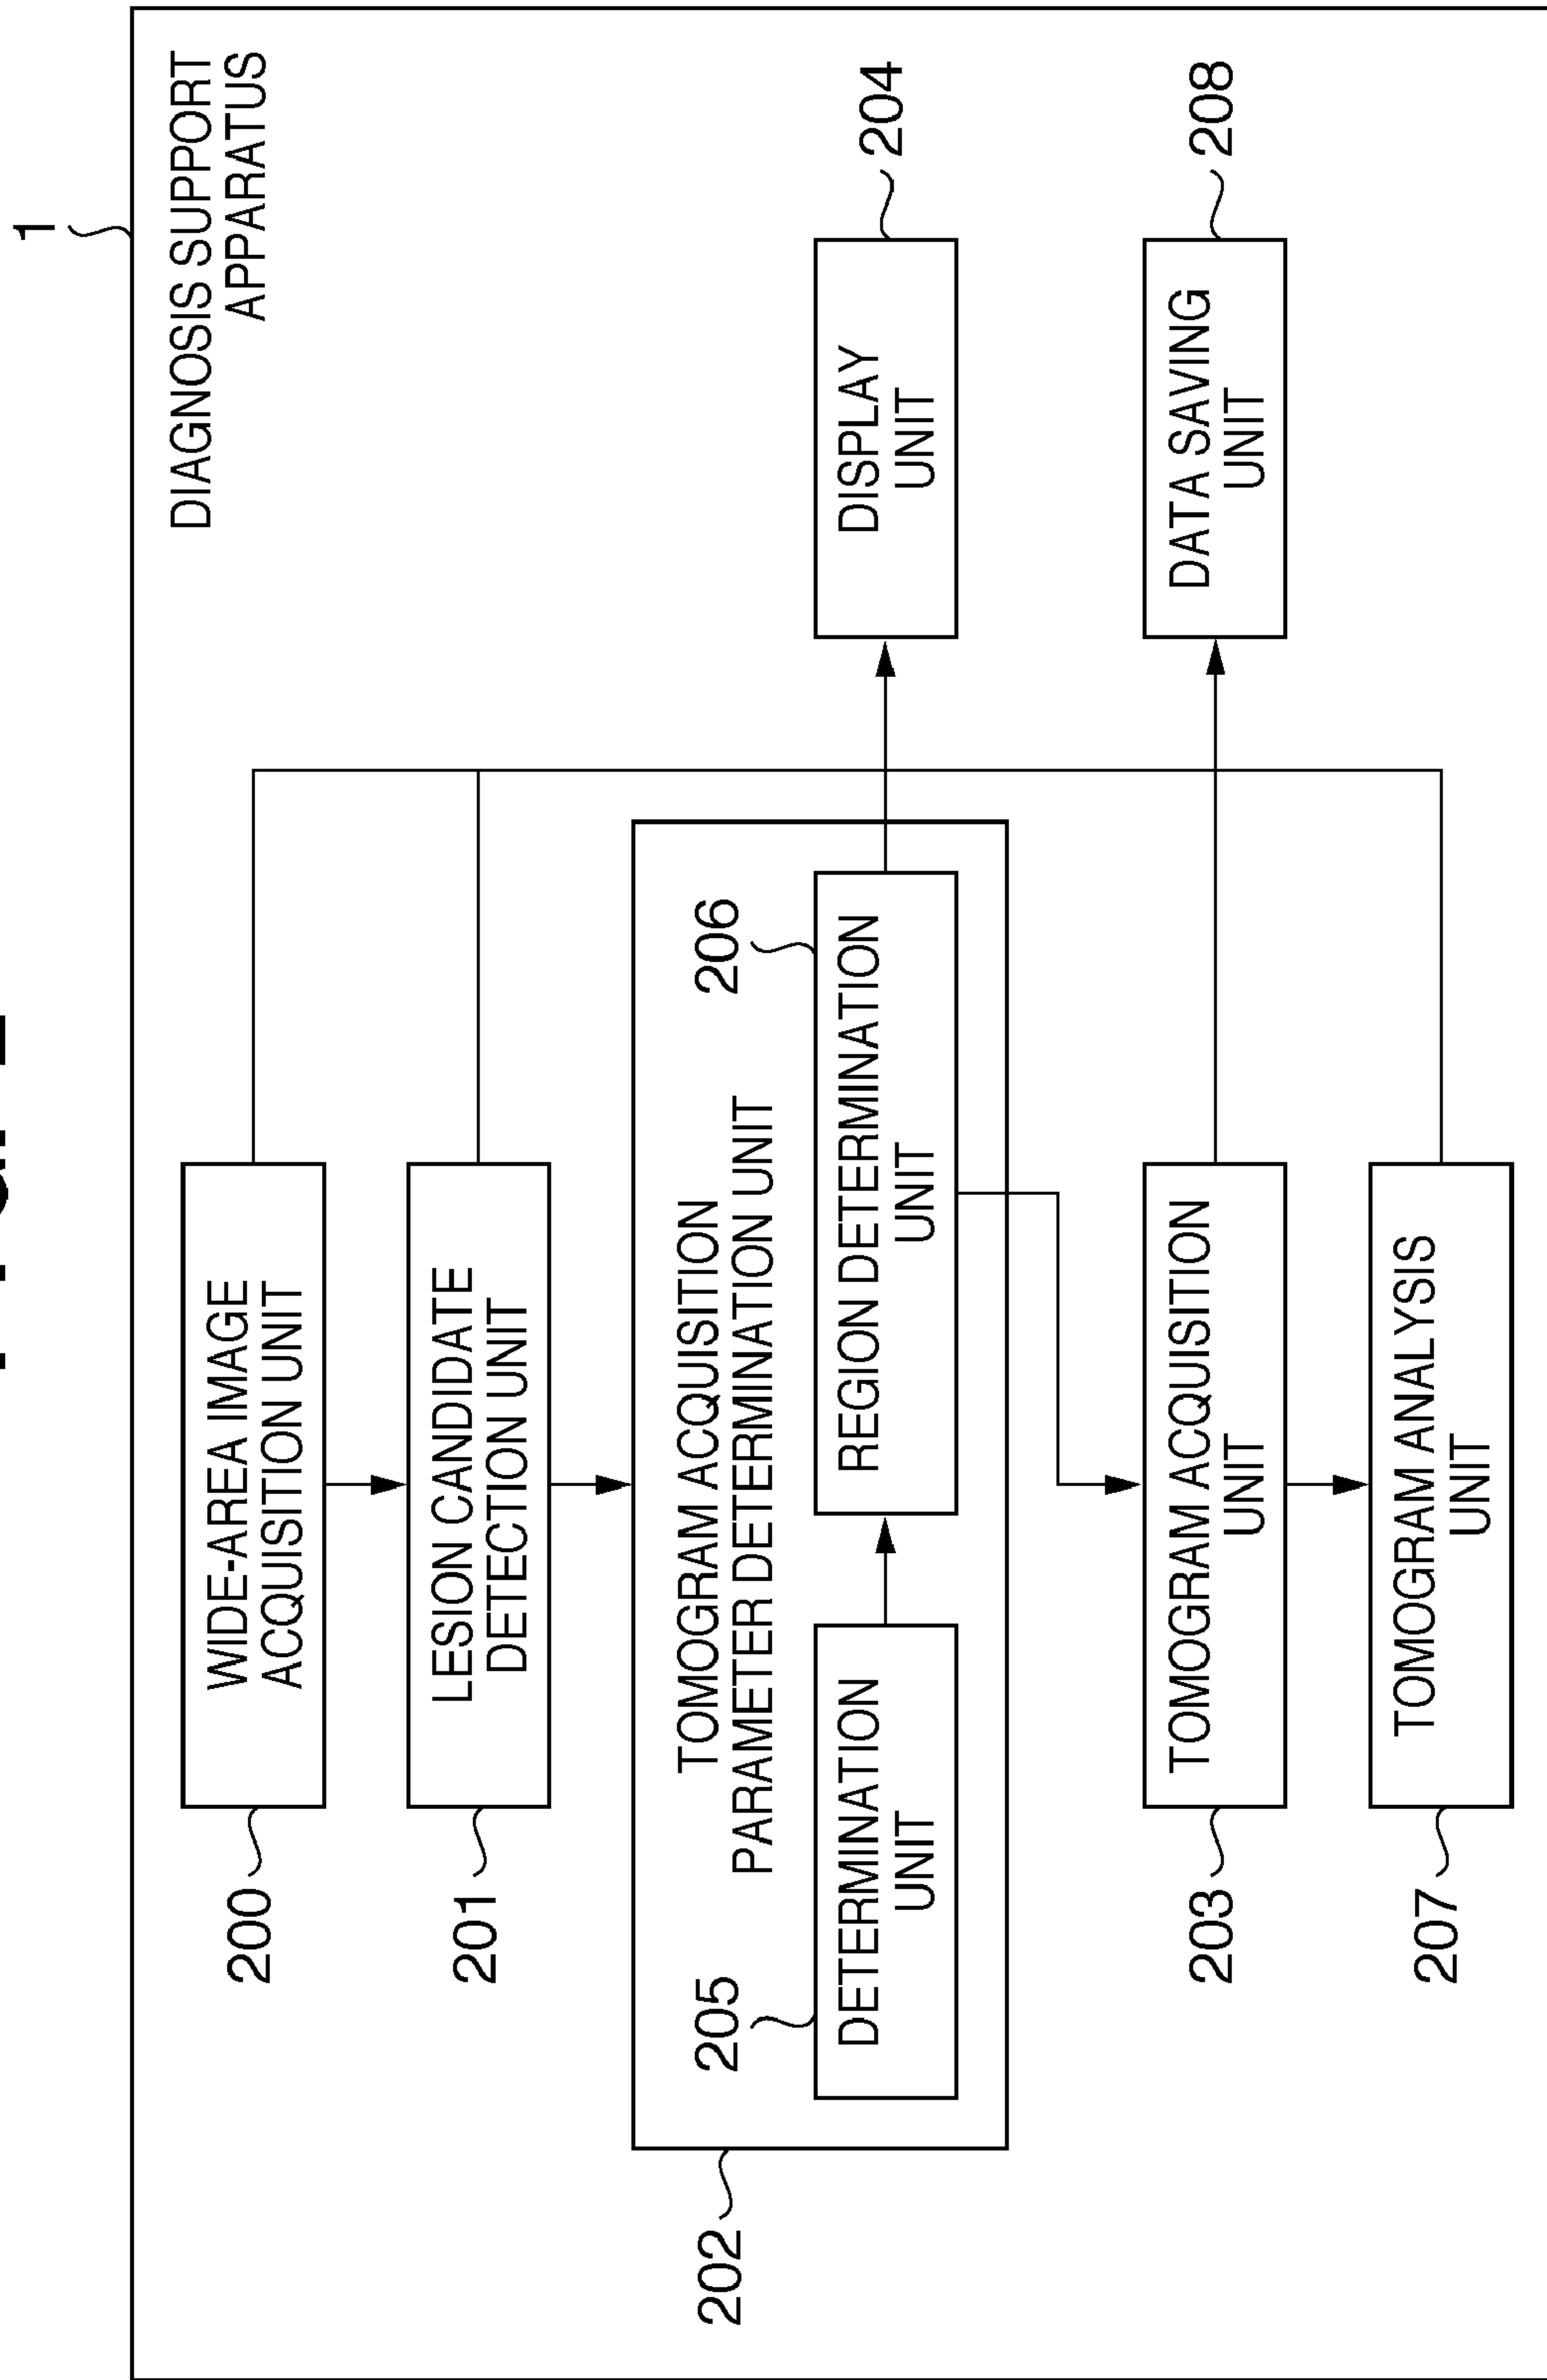 1
DIAGNOSIS SUPPORT
APPARATUS
200
WIDE-AREA IMAGE
ACQUISITION UNIT
201
LESION CANDIDATE
DETECTION UNIT
202
TOMOGRAM ACQUISITION
PARAMETER DETERMINATION UNIT
205
DETERMINATION
UNIT
206
REGION DETERMINATION
UNIT
204
DISPLAY
UNIT
203
TOMOGRAM ACQUISITION
UNIT
208
DATA SAVING
UNIT
207
TOMOGRAM ANALYSIS
UNIT